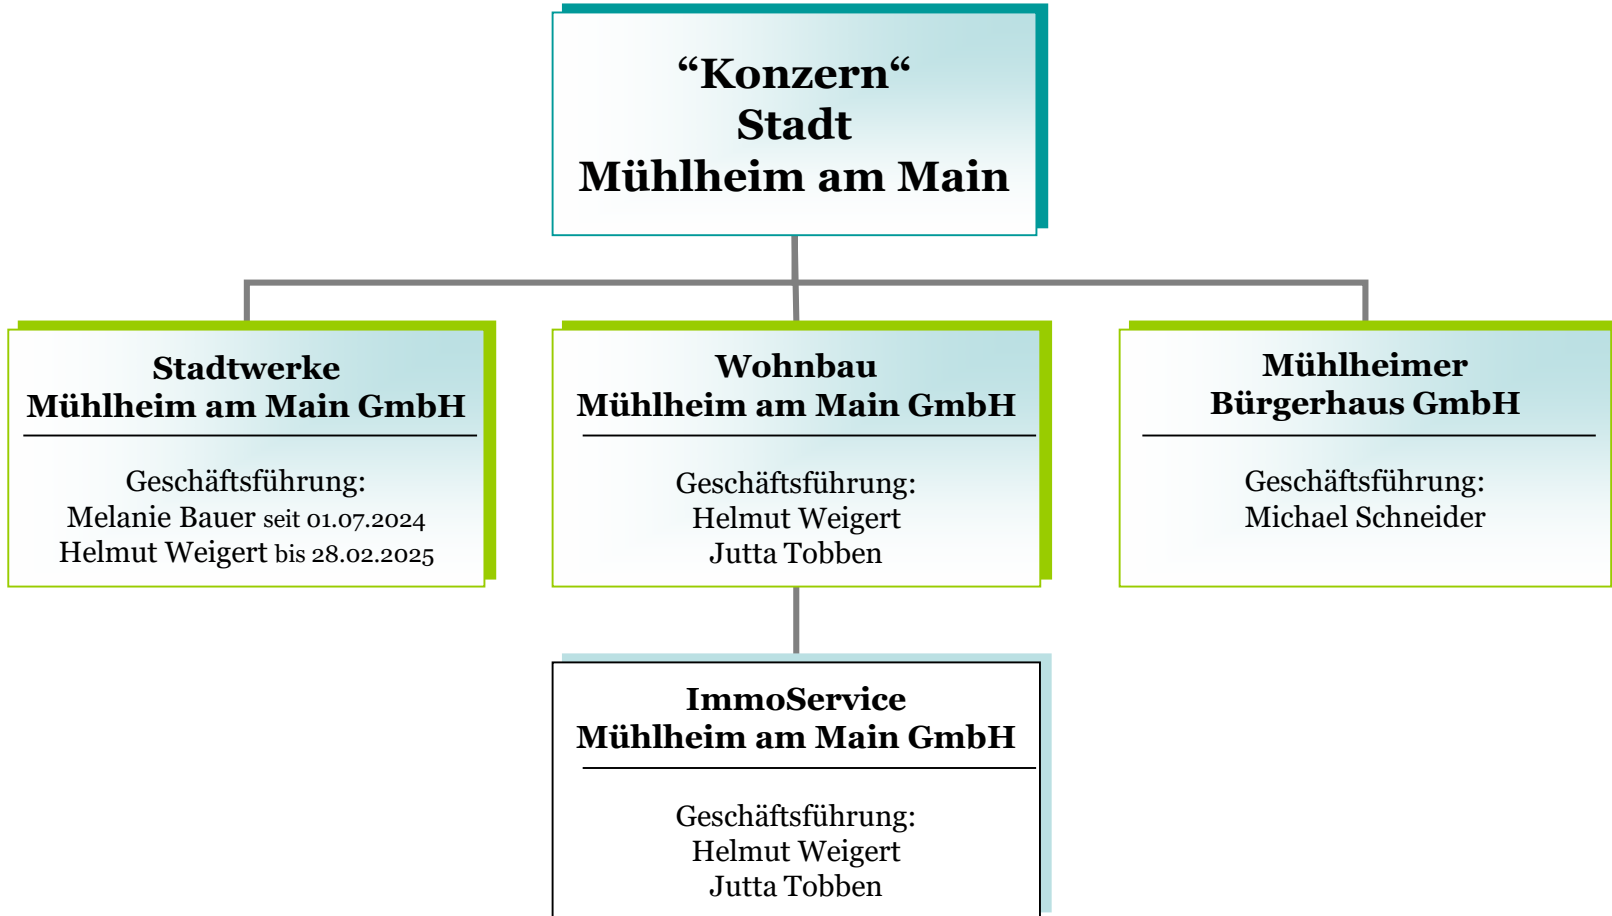 “Konzern“
Stadt
Mühlheim am Main
Stadtwerke
Mühlheim am Main GmbH
Geschäftsführung:
Melanie Bauer seit 01.07.2024
Helmut Weigert bis 28.02.2025
Wohnbau
Mühlheim am Main GmbH
Geschäftsführung:
Helmut Weigert
Jutta Tobben
Mühlheimer
Bürgerhaus GmbH
Geschäftsführung:
Michael Schneider
ImmoService
Mühlheim am Main GmbH
Geschäftsführung:
Helmut Weigert
Jutta Tobben